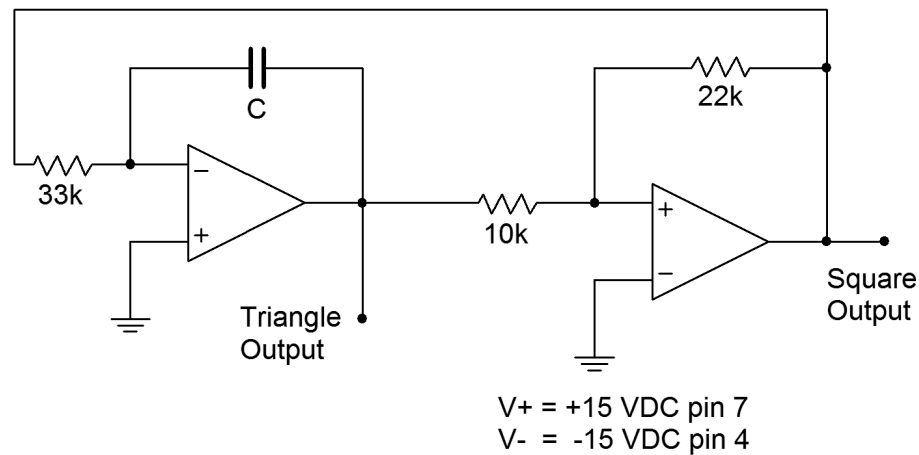 C
22k
33k
−
+
10k
+
−
Triangle
Output
Square
Output
V+ = +15 VDC pin 7
V- = -15 VDC pin 4